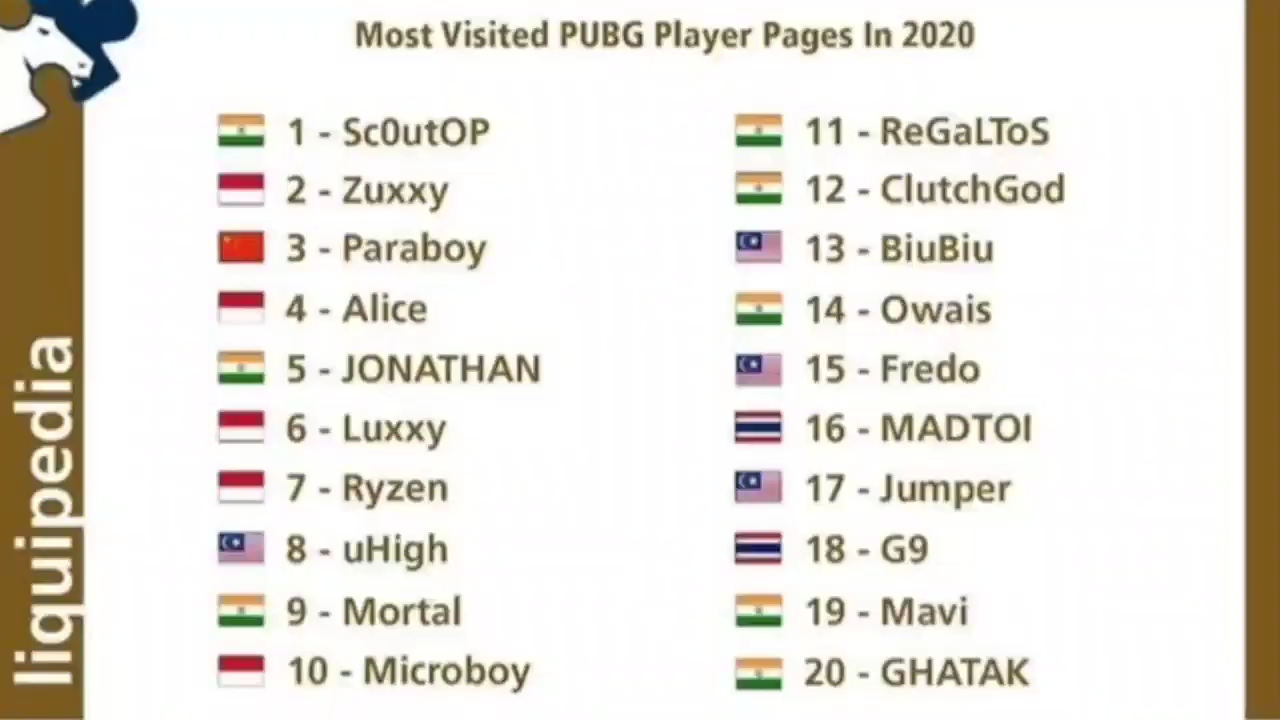 Most Visited PUBG Player Pages In 2020
1 - Sc0utOP
2 - Zuxxy
3 - Paraboy
4 - Alice
5 - JONATHAN
6 - Luxxy
7 - Ryzen
8 - uHigh
9 - Mortal
10 - Microboy
11 - ReGaLToS
12 - ClutchGod
13 - BiuBiu
14 - Owais
15 - Fredo
16 - MADTOI
17 - Jumper
18 - G9
19 - Mavi
20 - GHATAK
liquipedia